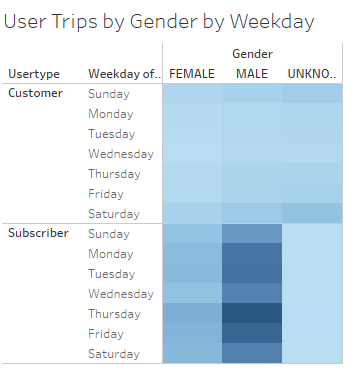 User Trips by Gender by Weekday
Gender
Usertype Weekday of.. FEMALE MALE UNKNO..
Customer Sunday
Monday
Tuesday
Wednesday
Thursday
Friday
Saturday
Subscriber Sunday
Monday
Tuesday
Wednesday
Thursday
Friday
Saturday